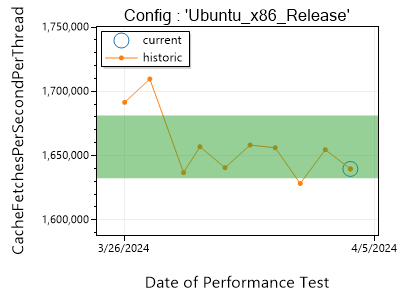 Config : 'Ubuntu_x86_Release'
CacheFetchesPerSecondPerThread
1,750,000
1,700,000
1,650,000
1,600,000
current
historic
3/26/2024
4/5/2024
Date of Performance Test